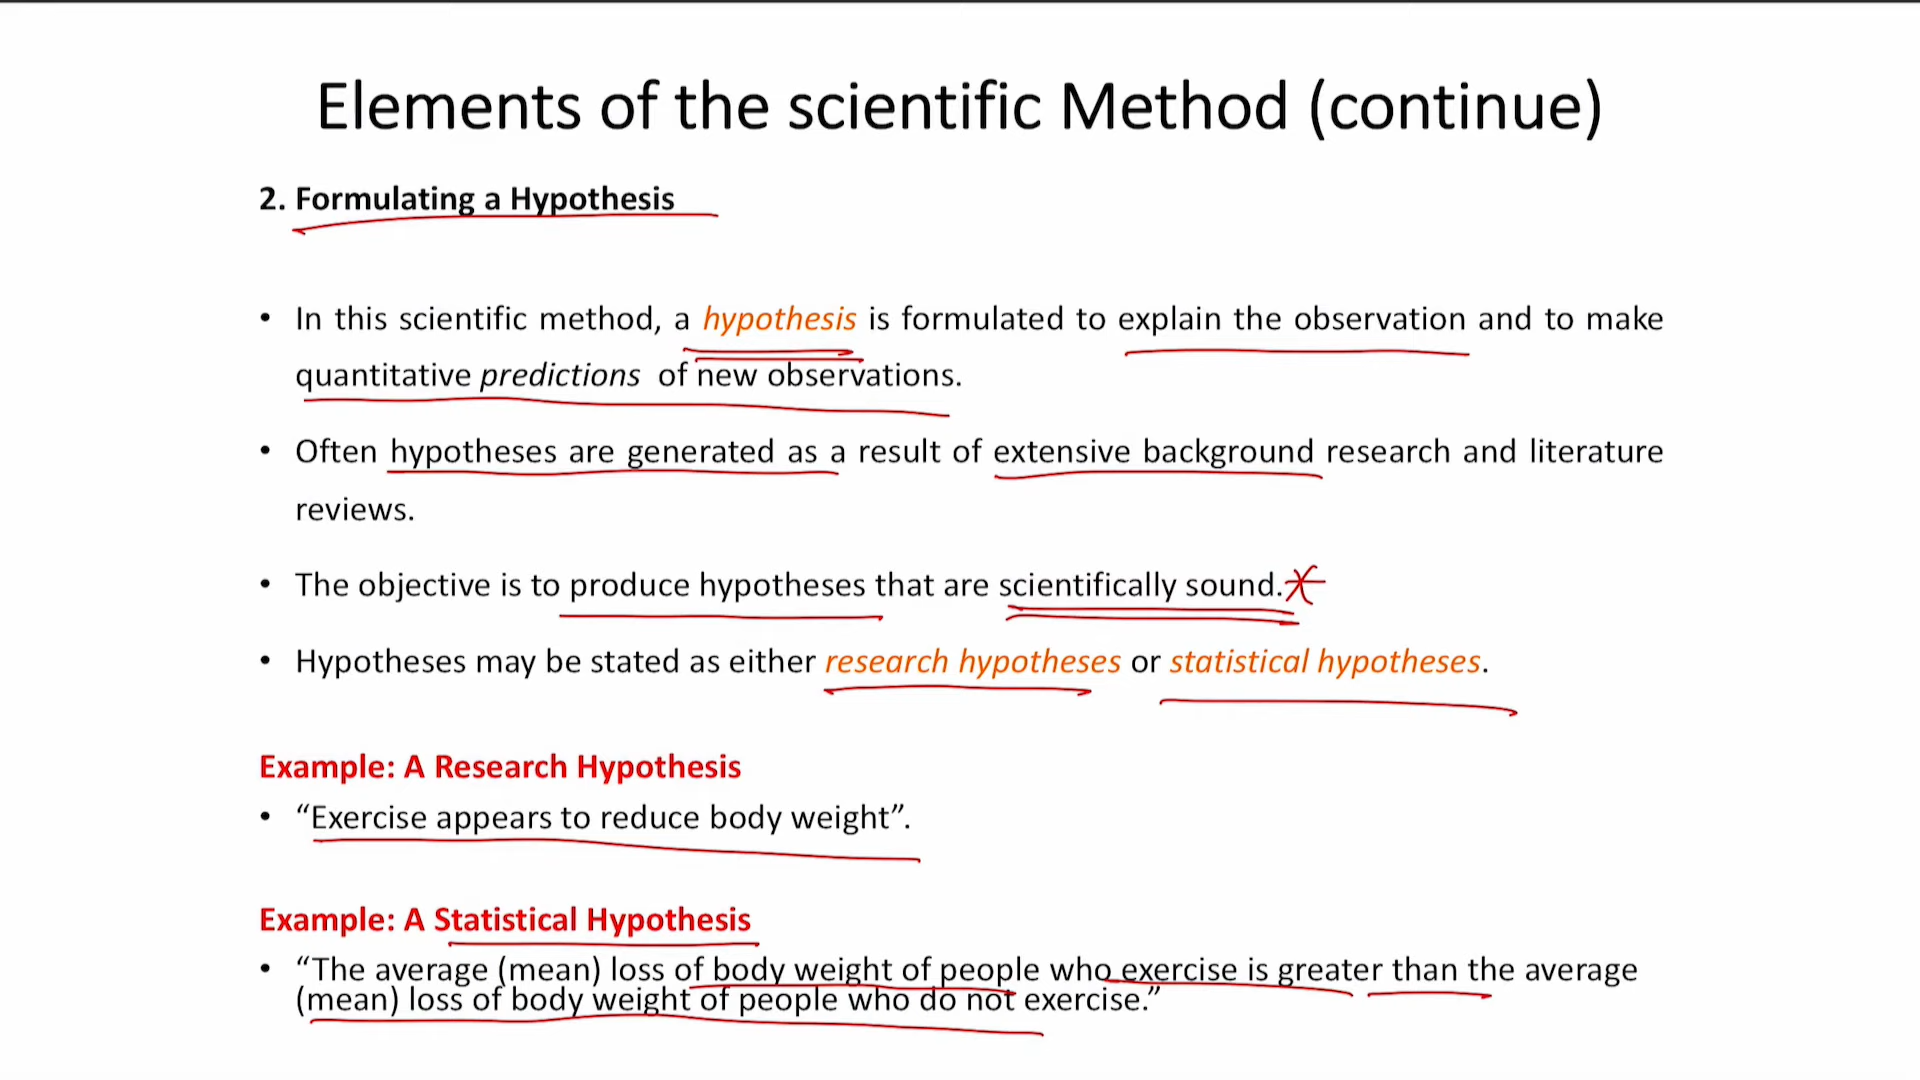 Elements of the scientific Method (continue)
2. Formulating a Hypothesis
• In this scientific method, a hypothesis is formulated to explain the observation and to make
quantitative predictions of new observations.
• Often hypotheses are generated as a result of extensive background research and literature
reviews.
• The objective is to produce hypotheses that are scientifically sound.*
• Hypotheses may be stated as either research hypotheses or statistical hypotheses.
Example: A Research Hypothesis
• “Exercise appears to reduce body weight”.
Example: A Statistical Hypothesis
• “The average (mean) loss of body weight of people who exercise is greater than the average
(mean) loss of body weight of people who do not exercise.”